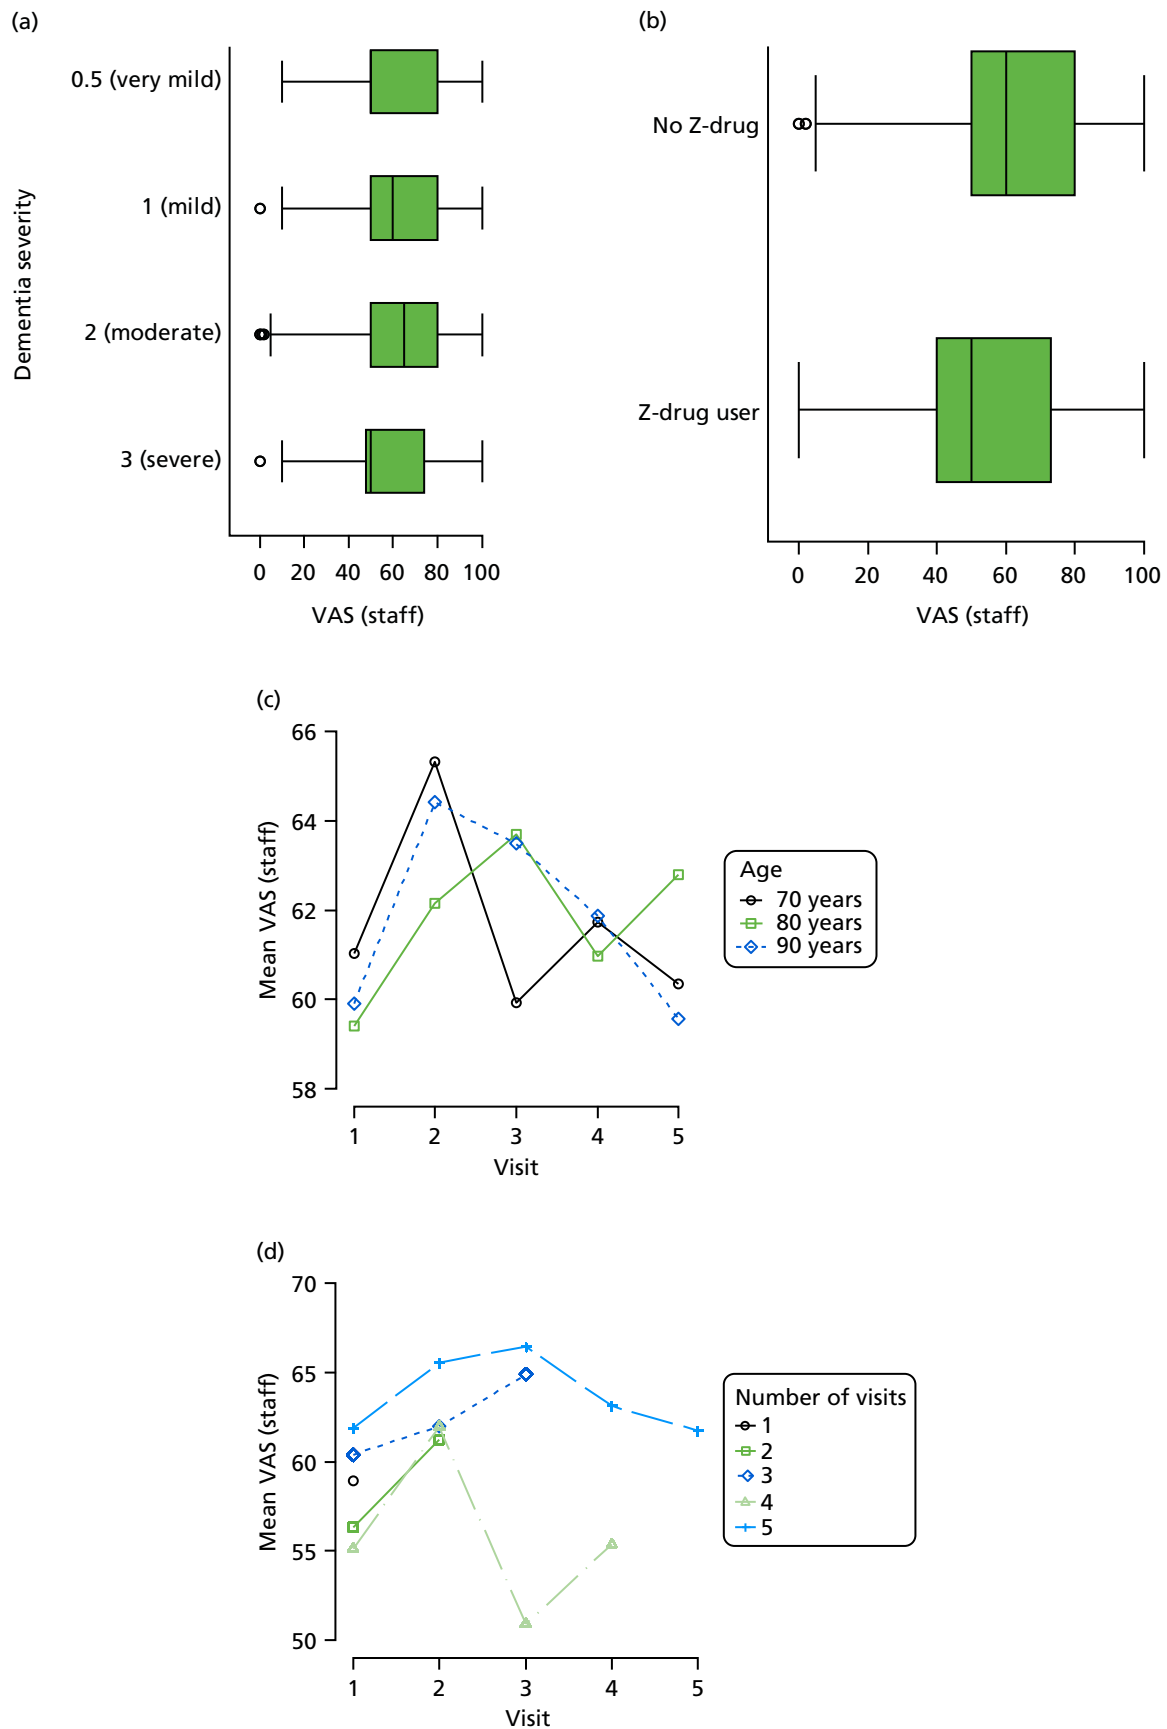 (a)
0.5 (very mild)
1 (mild)
2 (moderate)
3 (severe)
Dementia severity
0 20 40 60 80 100
VAS (staff)
(b)
No Z-drug
Z-drug user
0 20 40 60 80 100
VAS (staff)
(c)
66
64
62
60
58
Mean VAS (staff)
1 2 3 4 5
Visit
Age
70 years
80 years
90 years
(d)
70
65
60
55
50
Mean VAS (staff)
1 2 3 4 5
Visit
Number of visits
1
2
3
4
5